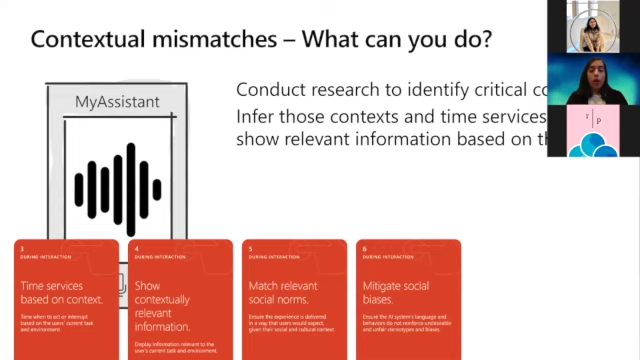 Contextual mismatches – What can you do?
MyAssistant
Conduct research to identify critical
Infer those contexts and time services
show relevant information based on
3
DURING INTERACTION
Time services
based on context.
Time when to act or interrupt
based on the users' current task
and environment.
4
DURING INTERACTION
Show
contextually
relevant
information.
Display information relevant to the
user's current task and environment.
5
DURING INTERACTION
Match relevant
social norms.
Ensure the experience is delivered
in a way that users would expect,
given their social and cultural context.
6
DURING INTERACTION
Mitigate social
biases.
Ensure the AI system's language and
behaviors do not reinforce undesirable
and unfair stereotypes and biases.
r | p